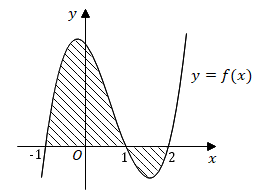 y
y = f(x)
-1 O 1 2 x